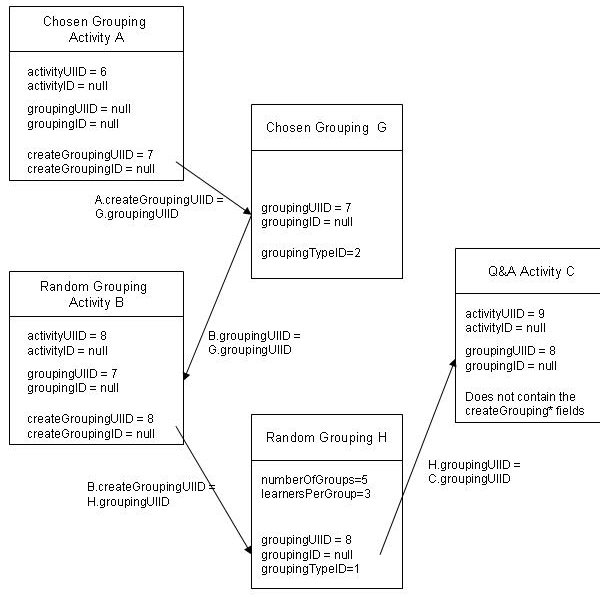 Chosen Grouping
Activity A
activityUIID = 6
activityID = null
groupingUIID = null
groupingID = null
createGroupingUIID = 7
createGroupingID = null
A.createGroupingUIID =
G.groupingUIID
Chosen Grouping G
groupingUIID = 7
groupingID = null
groupingTypeID=2
B.groupingUIID =
G.groupingUIID
Random Grouping
Activity B
activityUIID = 8
activityID = null
groupingUIID = 7
groupingID = null
createGroupingUIID = 8
createGroupingID = null
B.createGroupingUIID =
H.groupingUIID
Random Grouping H
numberOfGroups=5
learnersPerGroup=3
groupingUIID = 8
groupingID = null
groupingTypeID=1
H.groupingUIID =
C.groupingUIID
Q&A Activity C
activityUIID = 9
activityID = null
groupingUIID = 8
groupingID = null
Does not contain the
createGrouping* fields